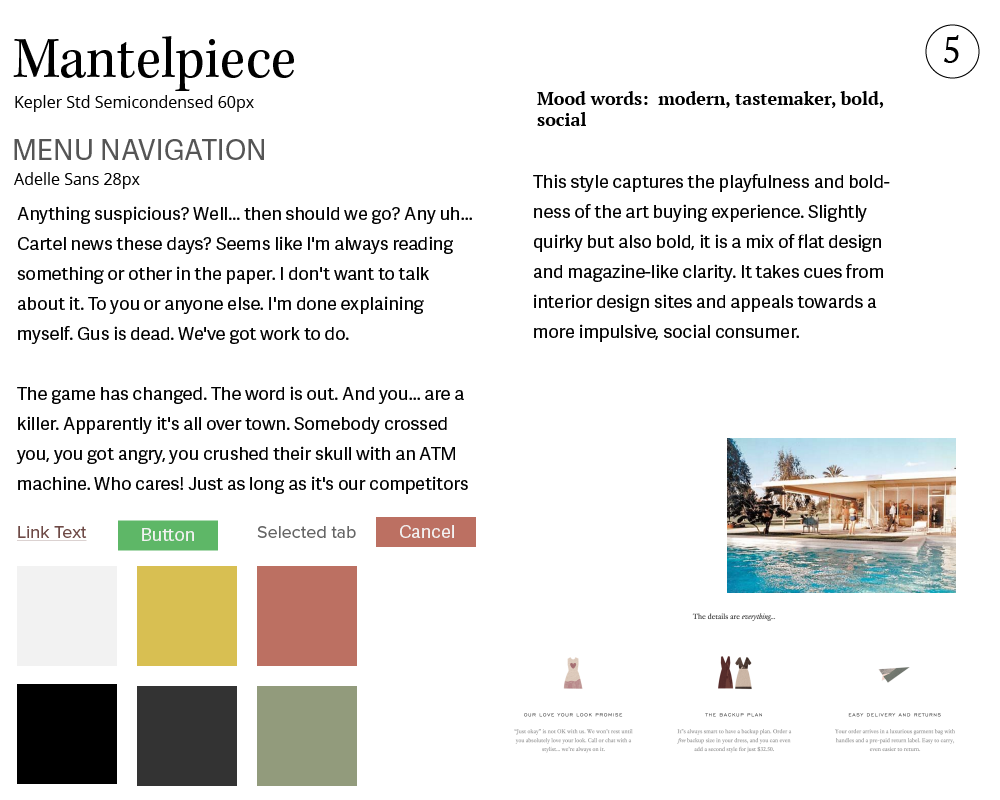 Mantelpiece
Kepler Std Semicondensed 60px
MENU NAVIGATION
Adelle Sans 28px
Anything suspicious? Well... then should we go? Any uh...
Cartel news these days? Seems like I'm always reading
something or other in the paper. I don't want to talk
about it. To you or anyone else. I'm done explaining
myself. Gus is dead. We've got work to do.
The game has changed. The word is out. And you... are a
killer. Apparently it's all over town. Somebody crossed
you, you got angry, you crushed their skull with an ATM
machine. Who cares! Just as long as it's our competitors
Link Text
Button
Selected tab
Cancel
5
Mood words:  modern, tastemaker, bold,
social
This style captures the playfulness and bold-
ness of the art buying experience. Slightly
quirky but also bold, it is a mix of flat design
and magazine-like clarity. It takes cues from
interior design sites and appeals towards a
more impulsive, social consumer.
The details are everything...
OUR LOVE YOUR LOOK PROMISE
"Just okay" is not OK with us. We won't rest until
you absolutely love your look. Call or chat with a
stylist... we're always on it.
THE BACKUP PLAN
It's always smart to have a backup plan. Order a
free backup size in your dress, and you can even
add a second style for just $32.50.
EASY DELIVERY AND RETURNS
Your order arrives in a luxurious garment bag with
handles and a pre-paid return label. Easy to carry,
even easier to return.